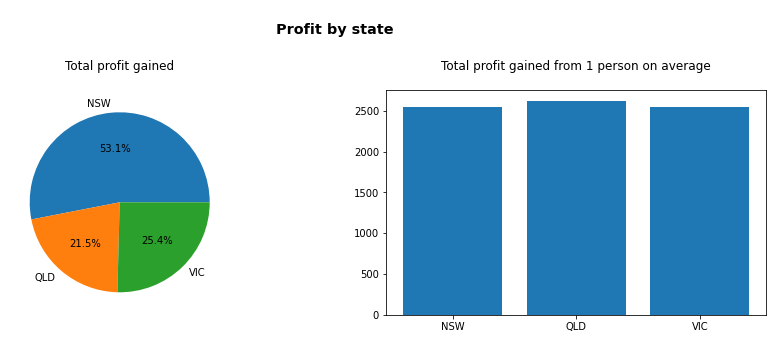 Profit by state
Total profit gained
NSW
53.1%
21.5%
25.4%
QLD
VIC
Total profit gained from 1 person on average
2500
2000
1500
1000
500
0
NSW
QLD
VIC